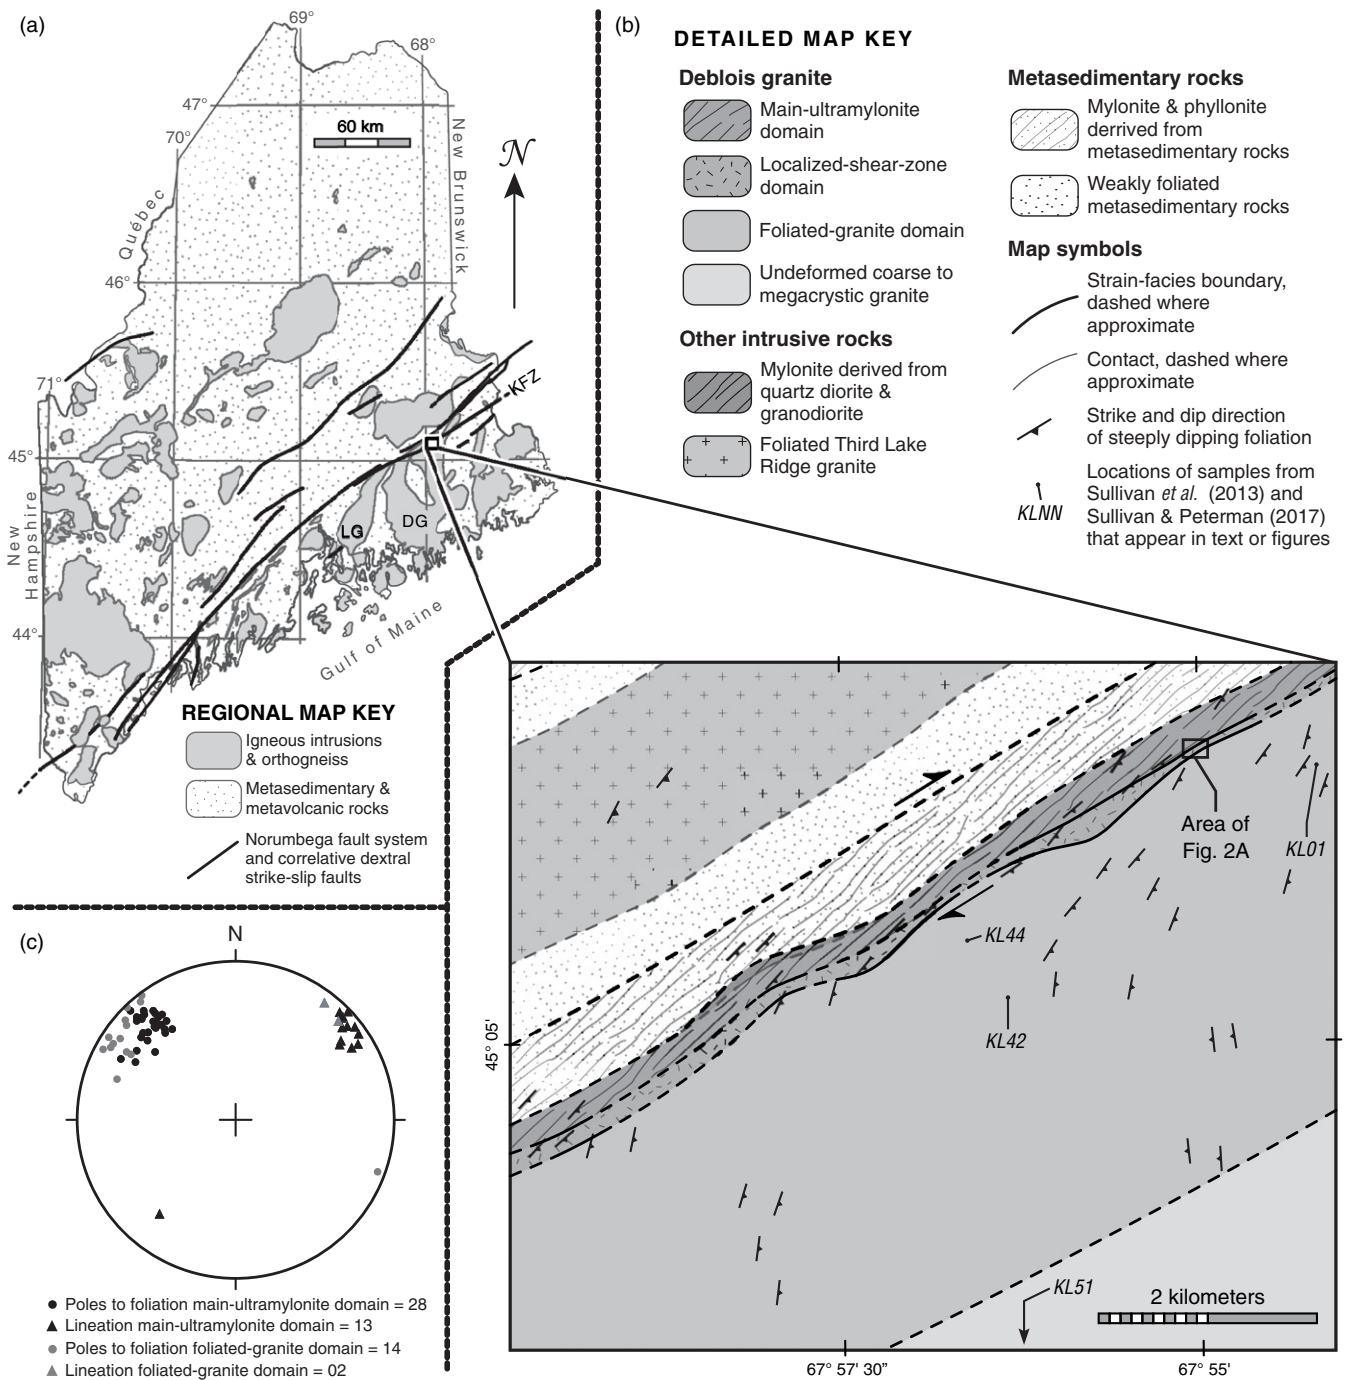 (a)
69°
68°
47°
70°
60 km
N
Québec
New Brunswick
46°
71°
KFZ
45°
LG
DG
New
Hampshire
44°
Gulf of Maine
REGIONAL MAP KEY
Igneous intrusions
& orthogneiss
Metasedimentary &
metavolcanic rocks
Norumbega fault system
and correlative dextral
strike-slip faults
(b)
DETAILED MAP KEY
Deblois granite
Main-ultramylonite
domain
Localized-shear-zone
domain
Foliated-granite domain
Undeformed coarse to
megacrystic granite
Other intrusive rocks
Mylonite derived from
quartz diorite &
granodiorite
Foliated Third Lake
Ridge granite
Metasedimentary rocks
Mylonite & phyllonite
derived from
metasedimentary rocks
Weakly foliated
metasedimentary rocks
Map symbols
Strain-facies boundary,
dashed where
approximate
Contact, dashed where
approximate
Strike and dip direction
of steeply dipping foliation
KLNN
Locations of samples from
Sullivan et al. (2013) and
Sullivan & Peterman (2017)
that appear in text or figures
Area of
Fig. 2A
KL01
KL44
KL42
45° 05'
KL51
2 kilometers
67° 57' 30”
67° 55'
(c)
N
Poles to foliation main-ultramylonite domain = 28
Lineation main-ultramylonite domain = 13
Poles to foliation foliated-granite domain = 14
Lineation foliated-granite domain = 02